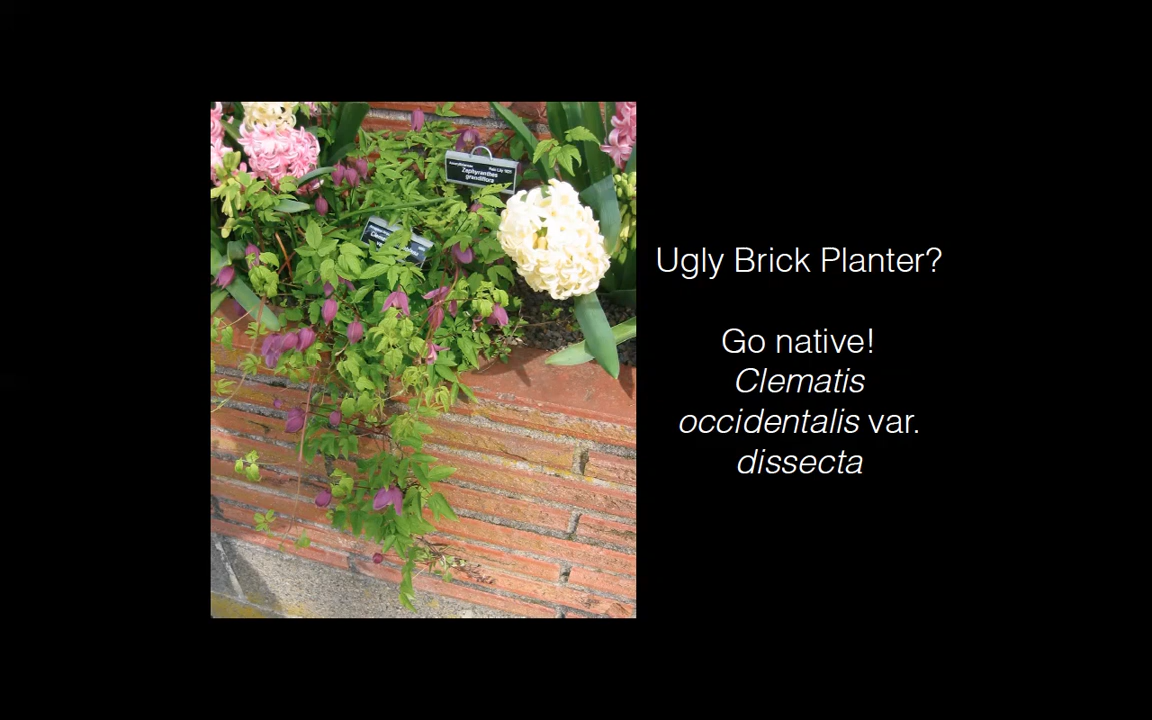 Zephyranthes
grandiflora
Ugly Brick Planter?
Go native!
Clematis
occidentalis var.
dissecta